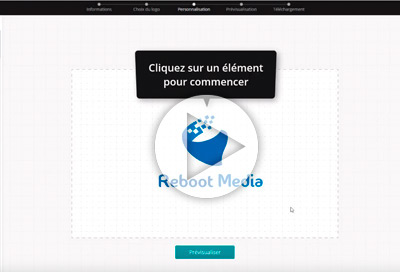 Informations
Choix du logo
Personnalisation
Prévisualisation
Téléchargement
Cliquez sur un élément
pour commencer
Reboot Media
Prévisualiser